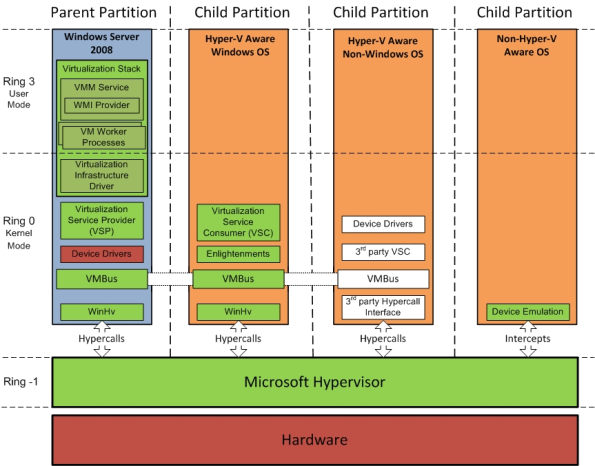 Parent Partition
Child Partition
Child Partition
Child Partition
Windows Server
2008
Hyper-V Aware
Windows OS
Hyper-V Aware
Non-Windows OS
Non-Hyper-V
Aware OS
Ring 3
User
Mode
Virtualization Stack
VMM Service
WMI Provider
VM Worker
Processes
Virtualization
Infrastructure
Driver
Ring 0
Kernel
Mode
Virtualization
Service Provider
(VSP)
Device Drivers
VMBus
WinHv
Virtualization
Service
Consumer (VSC)
Enlightenments
VMBus
WinHv
Device Drivers
3rd party VSC
VMBus
3rd party Hypercall
Interface
Device Emulation
Hypercalls
Hypercalls
Hypercalls
Intercepts
Ring -1
Microsoft Hypervisor
Hardware